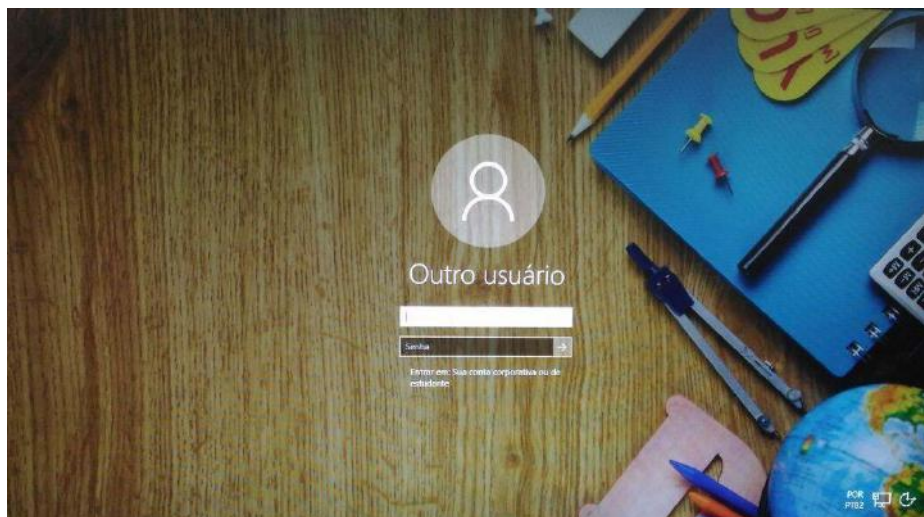 Outro usuário
Senha
Entrar em: Sua conta corporativa ou de
estudante
POR
PTB2